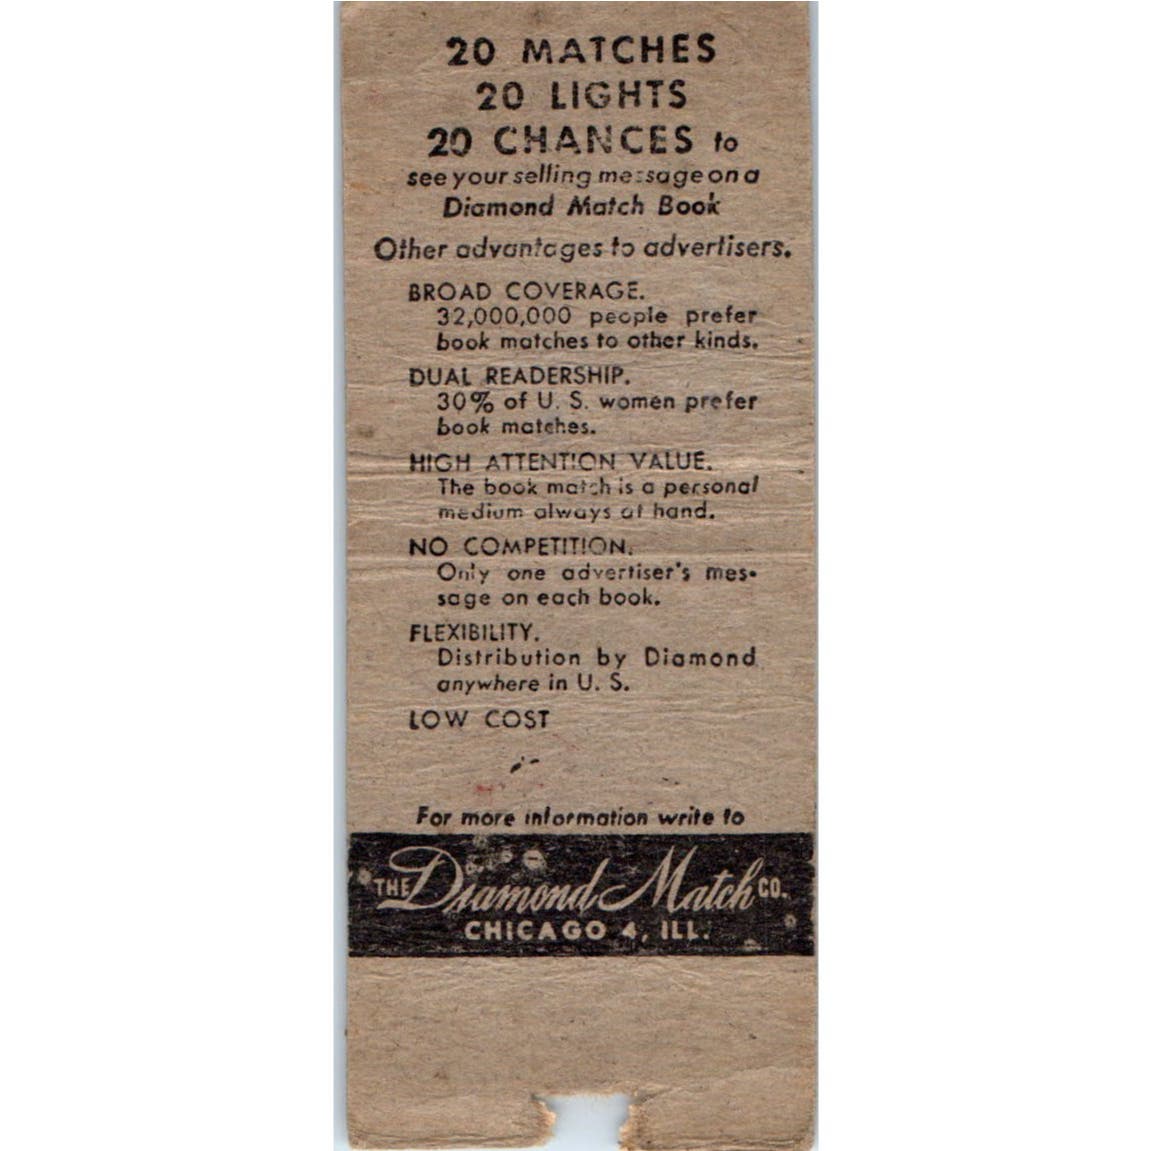 20 MATCHES
20 LIGHTS
20 CHANCES to
see your selling message on a
Diamond Match Book
Other advantages to advertisers.
BROAD COVERAGE.
32,000,000 people prefer
book matches to other kinds.
DUAL READERSHIP.
30% of U. S. women prefer
book matches.
HIGH ATTENTION VALUE.
The book match is a personal
medium always at hand.
NO COMPETITION.
Only one advertiser's mes-
sage on each book.
FLEXIBILITY.
Distribution by Diamond
anywhere in U. S.
LOW COST
For more information write to
THE Diamond Match CO.
CHICAGO 4, ILL.